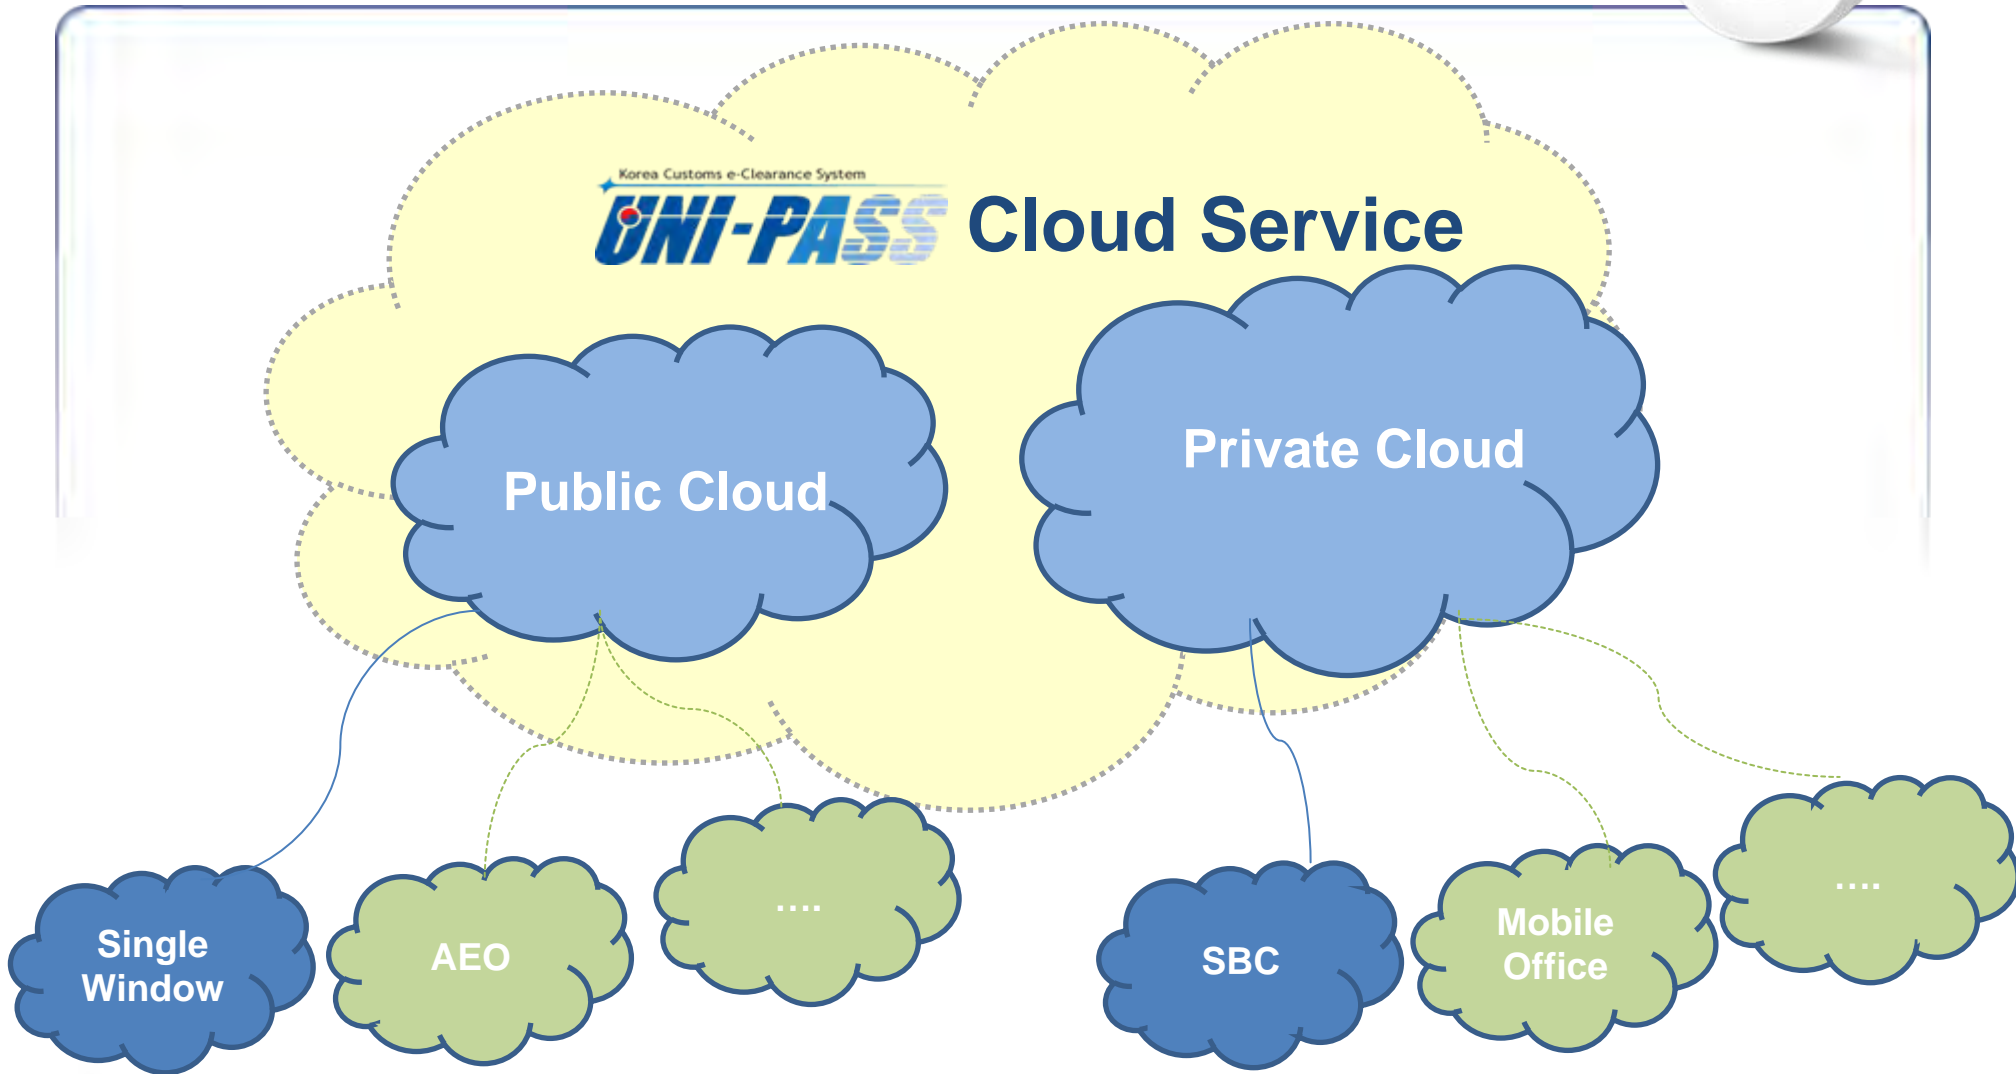 Korea Customs e-Clearance System
UNI-PASS Cloud Service
Public Cloud
Private Cloud
Single
Window
AEO
....
SBC
Mobile
Office
....